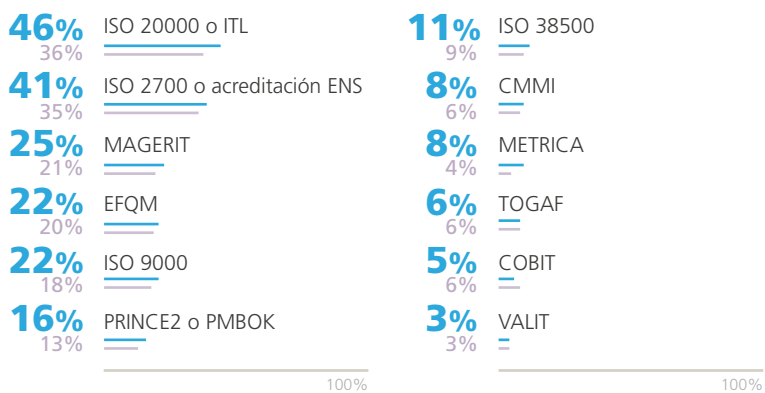 46% ISO 20000 o ITL
36%
41% ISO 2700 o acreditación ENS
35%
25% MAGERIT
21%
22% EFQM
20%
22% ISO 9000
18%
16% PRINCE2 o PMBOK
13%
100%
11% ISO 38500
9%
8% CMMI
6%
8% METRICA
4%
6% TOGAF
6%
5% COBIT
6%
3% VALIT
3%
100%